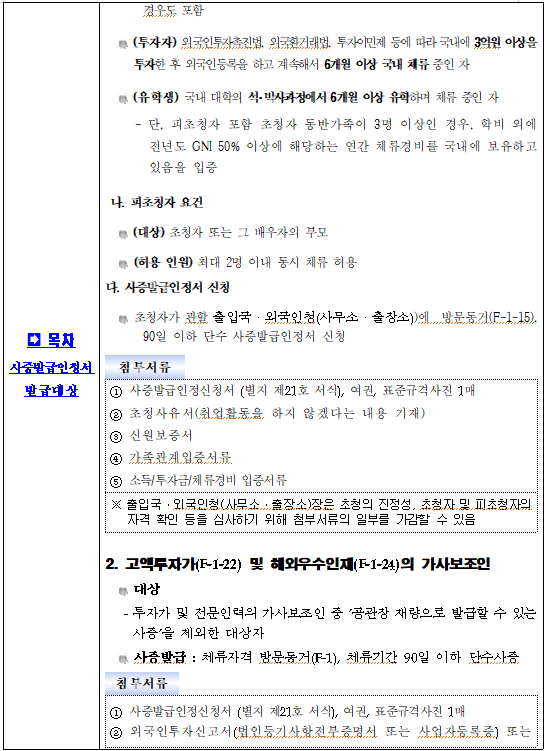 경우도 포함
(투자자) 외국인투자촉진법, 외국환거래법, 투자이민제 등에 따라 국내에 3억원 이상을
투자한 후 외국인등록을 하고 계속해서 6개월 이상 국내 체류 중인 자
(유학생) 국내 대학의 석·박사과정에서 6개월 이상 유학하며 체류 중인 자
- 단, 피초청자 포함 초청자 동반가족이 3명 이상인 경우, 학비 외에
전년도 GNI 50% 이상에 해당하는 연간 체류경비를 국내에 보유하고
있음을 입증
나. 피초청자 요건
(대상) 초청자 또는 그 배우자의 부모
(허용 인원) 최대 2명 이내 동시 체류 허용
다. 사증발급인정서 신청
초청자가 관할 출입국·외국인청(사무소·출장소)에 방문동거(F-1-15),
90일 이하 단수 사증발급인정서 신청
목차
사증발급인정서
발급대상
첨부서류
① 사증발급인정신청서 (별지 제21호 서식), 여권, 표준규격사진 1매
② 초청사유서(취업활동을 하지 않겠다는 내용 기재)
③ 신원보증서
④ 가족관계입증서류
⑤ 소득/투자금/체류경비 입증서류
※ 출입국·외국인청(사무소·출장소)장은 초청의 진정성, 초청자 및 피초청자의
자격 확인 등을 심사하기 위해 첨부서류의 일부를 가감할 수 있음
2. 고액투자가(F-1-22) 및 해외우수인재(F-1-24)의 가사보조인
대상
- 투자가 및 전문인력의 가사보조인 중 '공관장 재량으로 발급할 수 있는
사증'을 제외한 대상자
사증발급 : 체류자격 방문동거(F-1), 체류기간 90일 이하 단수사증
첨부서류
① 사증발급인정신청서 (별지 제21호 서식), 여권, 표준규격사진 1매
② 외국인투자신고서(법인등기사항전부증명서 또는 사업자등록증) 또는